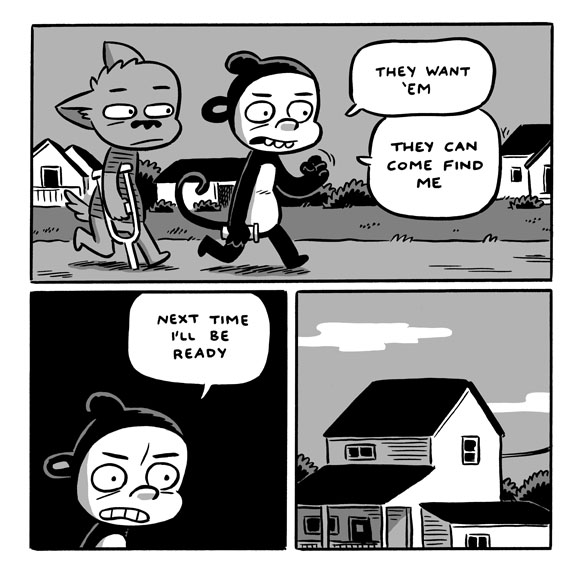 THEY WANT
'EM
THEY CAN
COME FIND
ME
NEXT TIME
I'LL BE
READY